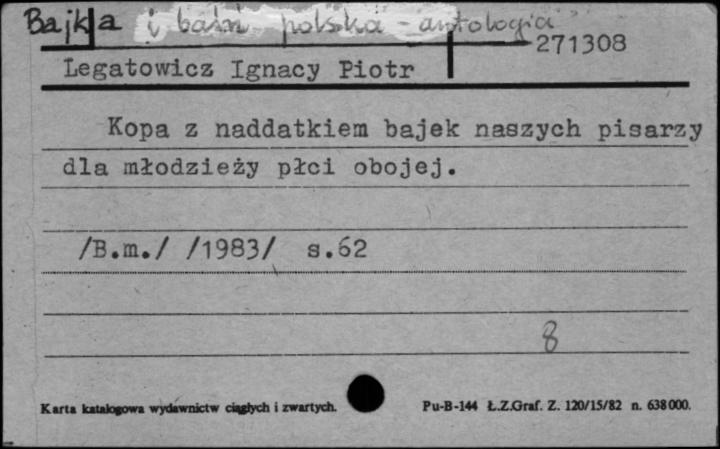 Bajka i baśń polska - antologia
271308
Legatowicz Ignacy Piotr
Kopa z naddatkiem bajek naszych pisarzy
dla młodzieży płci obojej.
/B.m./ /1983/ s.62
8
Karta katalogowa wydawnictw ciągłych i zwartych. Pu-B-144 Ł.Z.Graf. Z. 120/15/82 n. 638000.